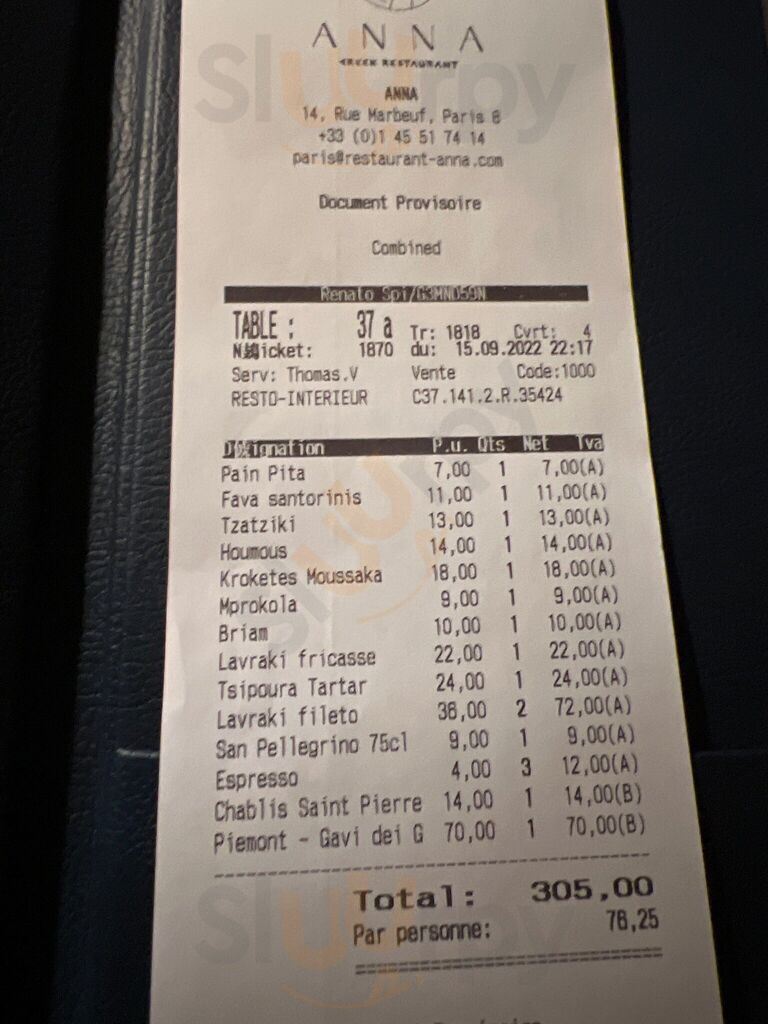 ANNA
GREEK RESTAURANT
ANNA
14, Rue Marbeuf, Paris 8
+33 (0)1 45 51 74 14
paris@restaurant-anna.com
Document Provisoire
Combined
Renato Spi/G3MND59N
TABLE : 37 a Tr: 1818 Cvrt: 4
icket: 1870 du: 15.09.2022 22:17
Serv: Thomas.V Vente Code:1000
RESTO-INTERIEUR C37.141.2.R.35424
ignation P.u. Qts Net Tva
Pain Pita 7,00 1 7,00(A)
Fava santorinis 11,00 1 11,00(A)
Tzatziki 13,00 1 13,00(A)
Houmous 14,00 1 14,00(A)
Kroketes Moussaka 18,00 1 18,00(A)
Mprokola 9,00 1 9,00(A)
Briam 10,00 1 10,00(A)
Lavraki fricasse 22,00 1 22,00(A)
Tsipoura Tartar 24,00 1 24,00(A)
Lavraki fileto 36,00 2 72,00(A)
San Pellegrino 75cl 9,00 1 9,00(A)
Espresso 4,00 3 12,00(A)
Chablis Saint Pierre 14,00 1 14,00(B)
Piemont - Gavi dei G 70,00 1 70,00(B)
Total: 305,00
Par personne: 76,25
Sluurpy
Sluurpy
Sluurpy